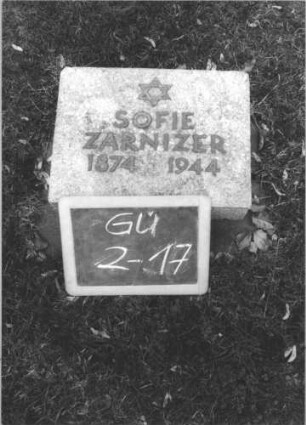 SOFIE
ZARNIZER
1874 1944
GÜ
2-17